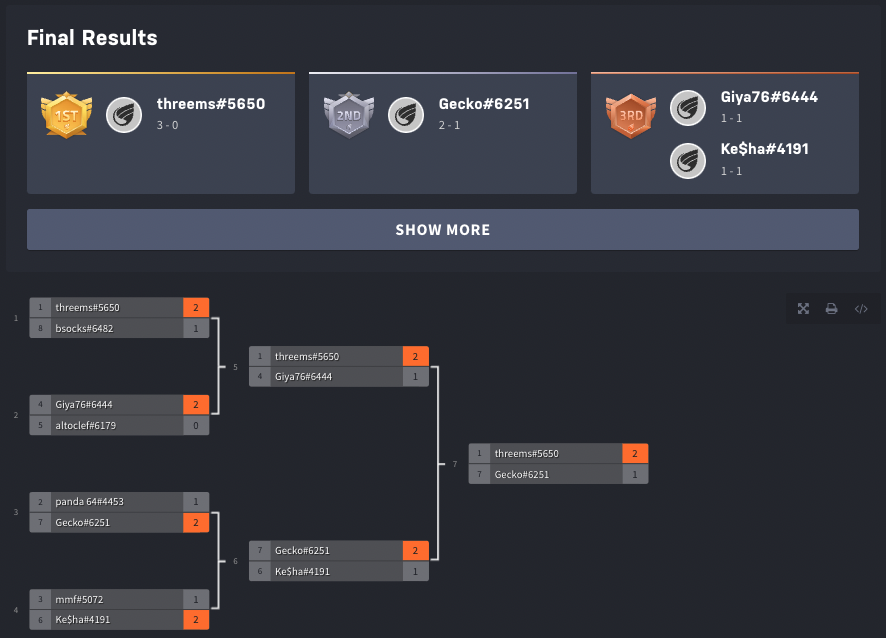 Final Results
1ST
threems#5650
3 - 0
2ND
Gecko#6251
2 - 1
3RD
Giya76#6444
1 - 1
Ke$ha#4191
1 - 1
SHOW MORE
1
1 threems#5650 2
8 bsocks#6482 1
2
4 Giya76#6444 2
5 altoclef#6179 0
3
2 panda 64#4453 1
7 Gecko#6251 2
4
3 mmf#5072 1
6 Ke$ha#4191 2
5
1 threems#5650 2
4 Giya76#6444 1
6
7 Gecko#6251 2
6 Ke$ha#4191 1
7
1 threems#5650 2
7 Gecko#6251 1